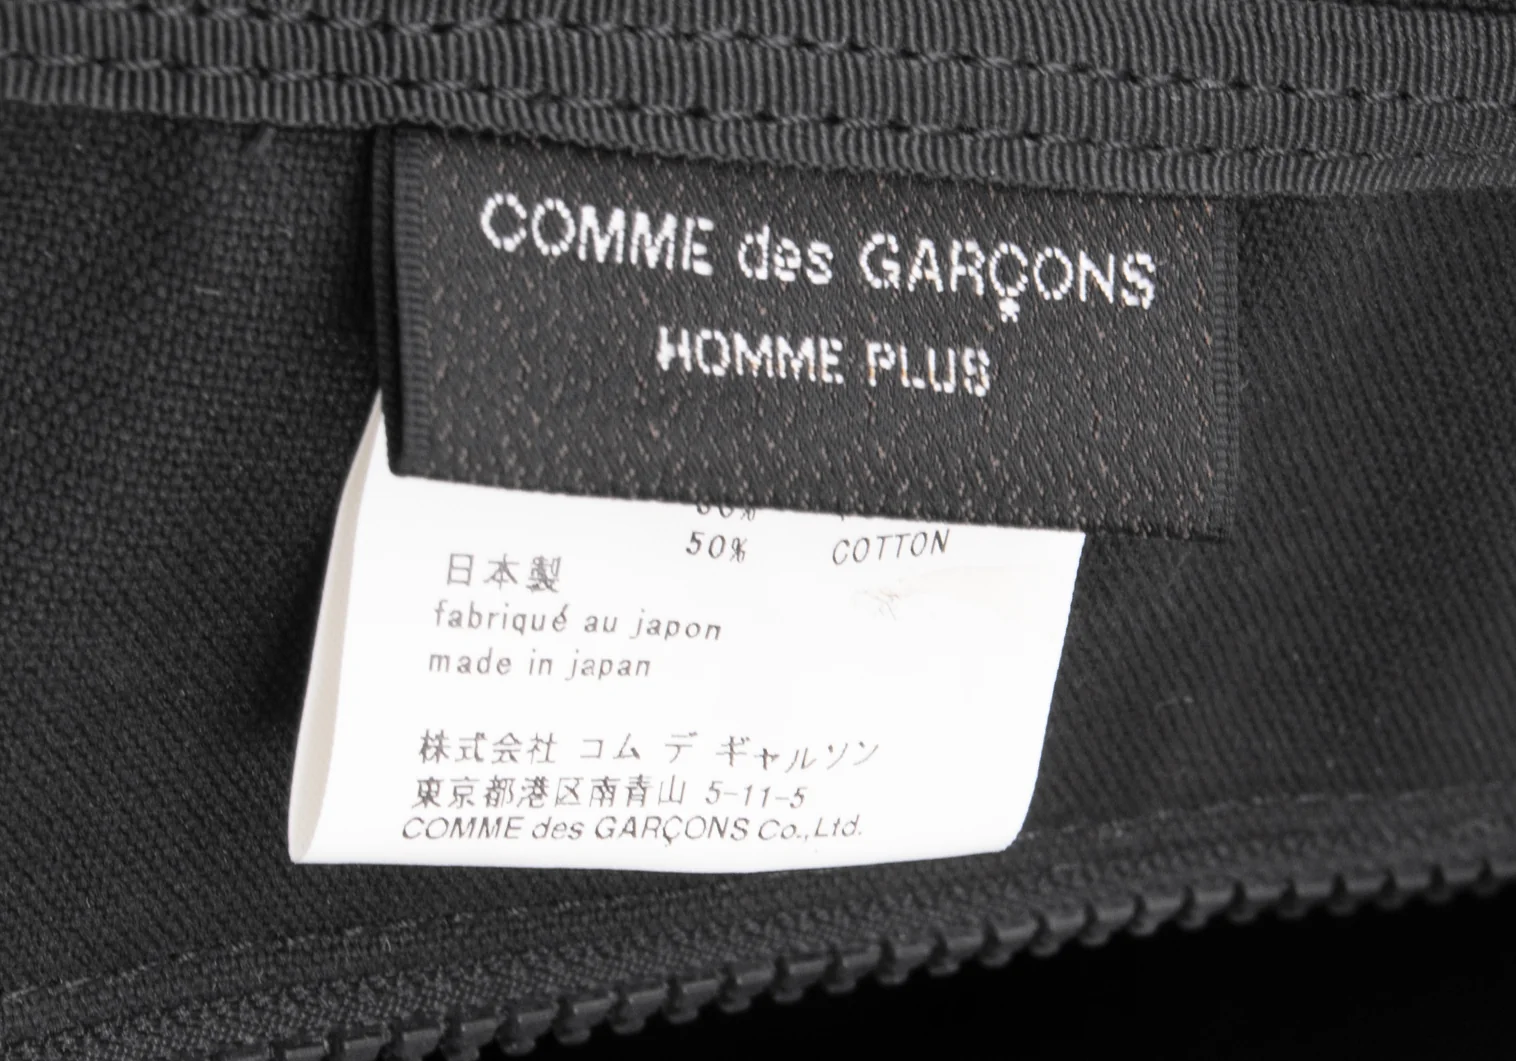 COMME des GARÇONS
HOMME PLUS
50% COTTON
日本製
fabriqué au japon
made in japan
株式会社 コム デ ギャルソン
東京都港区南青山 5-11-5
COMME des GARÇONS Co.,Ltd.